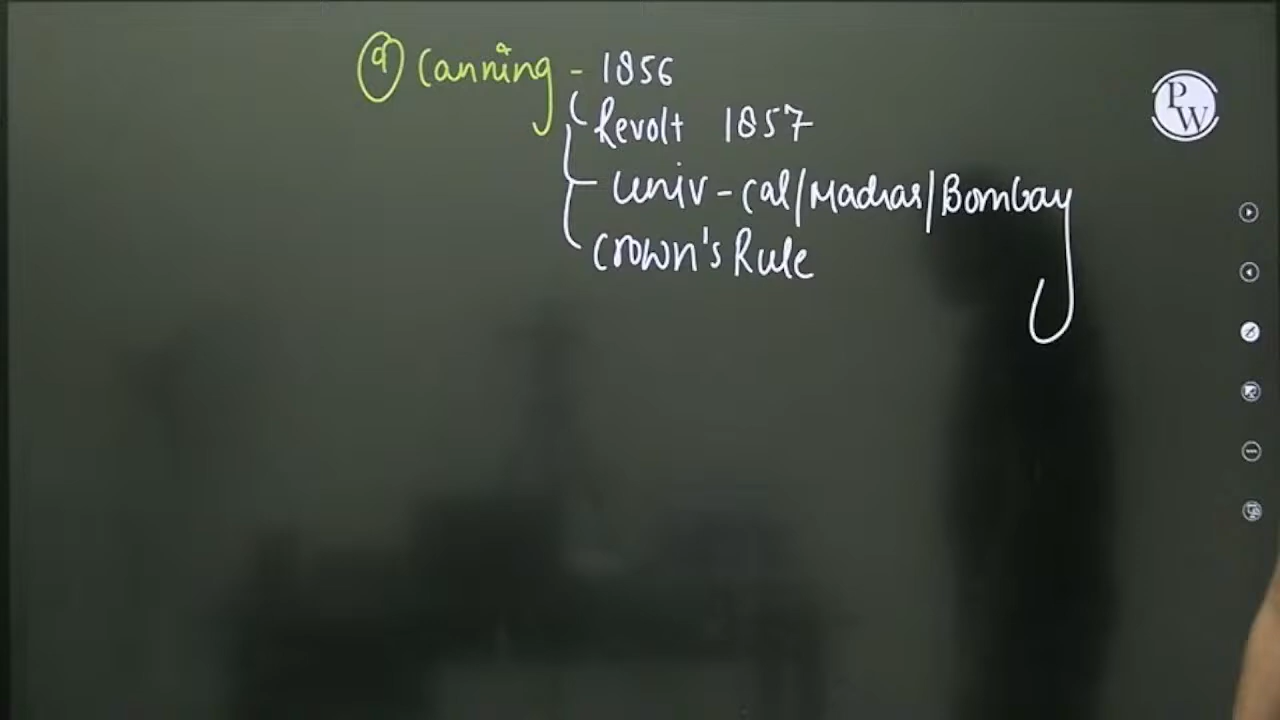 9 Canning - 1856
Revolt 1857
Univ - Cal/Madras/Bombay
Crown's Rule
PW